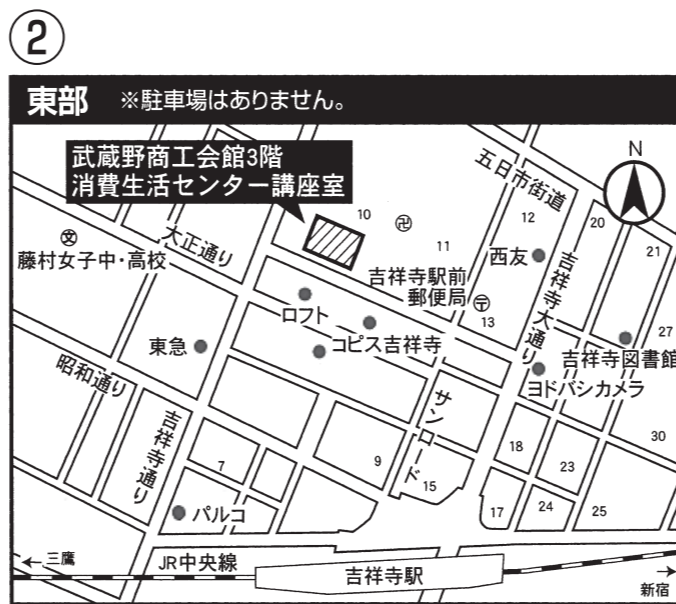 ②
東部 ※駐車場はありません。
武蔵野商工会館3階
消費生活センター講座室
N
五日市街道
10
卍
11
12
20
21
文
藤村女子中・高校
大正通り
西友
吉祥寺大通り
吉祥寺駅前
郵便局
〒
13
27
ロフト
コピス吉祥寺
東急
吉祥寺図書館
ヨドバシカメラ
昭和通り
吉祥寺通り
サンロード
30
7
9
15
18
23
パルコ
17
24
25
←三鷹
JR中央線
吉祥寺駅
→
新宿